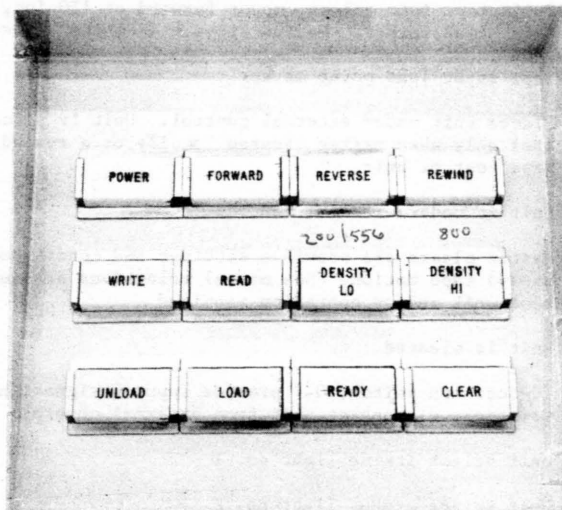 POWER FORWARD REVERSE REWIND
200/556 800
WRITE READ DENSITY LO DENSITY HI
UNLOAD LOAD READY CLEAR